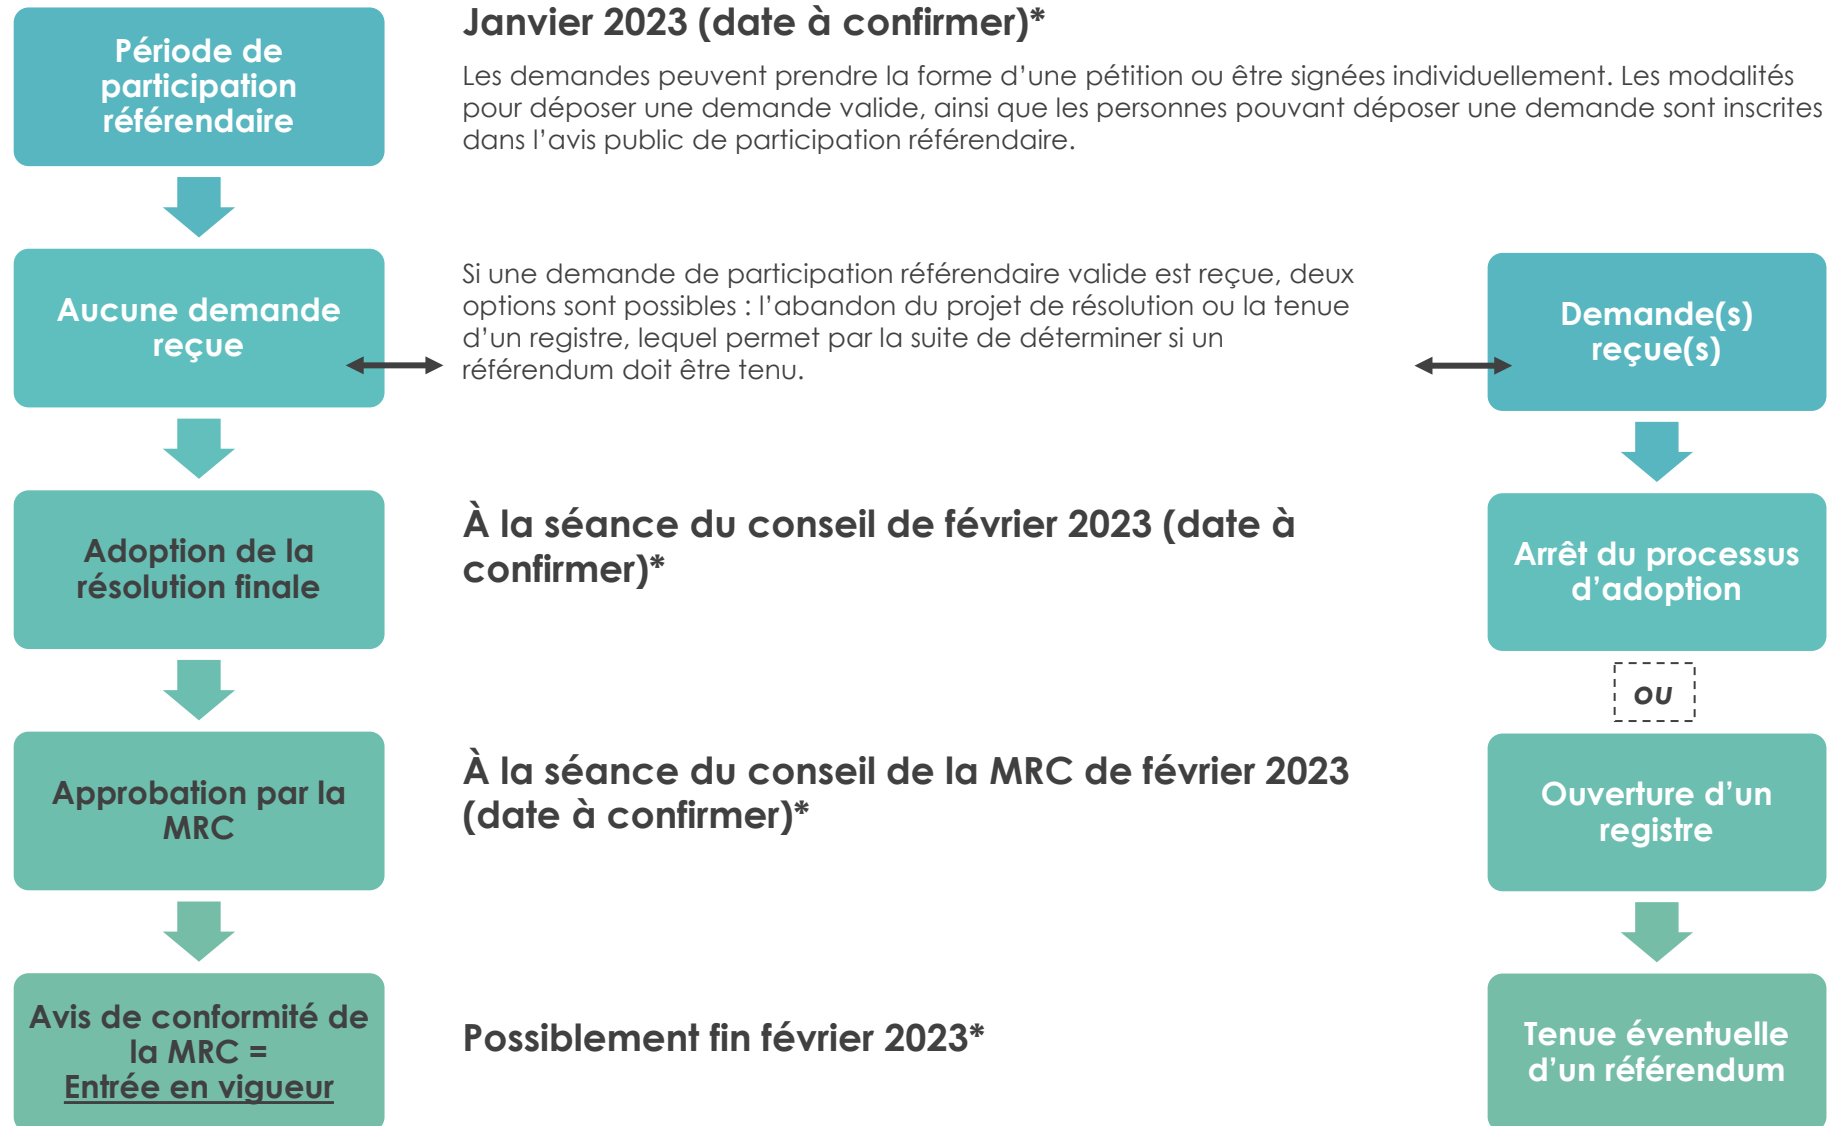 Période de
participation
référendaire
Janvier 2023 (date à confirmer)*
Les demandes peuvent prendre la forme d’une pétition ou être signées individuellement. Les modalités
pour déposer une demande valide, ainsi que les personnes pouvant déposer une demande sont inscrites
dans l’avis public de participation référendaire.
Aucune demande
reçue
Si une demande de participation référendaire valide est reçue, deux
options sont possibles : l’abandon du projet de résolution ou la tenue
d’un registre, lequel permet par la suite de déterminer si un
référendum doit être tenu.
Demande(s)
reçue(s)
Adoption de la
résolution finale
À la séance du conseil de février 2023 (date à
confirmer)*
Arrêt du processus
d’adoption
ou
Approbation par la
MRC
À la séance du conseil de la MRC de février 2023
(date à confirmer)*
Ouverture d’un
registre
Avis de conformité de
la MRC =
Entrée en vigueur
Possiblement fin février 2023*
Tenue éventuelle
d’un référendum